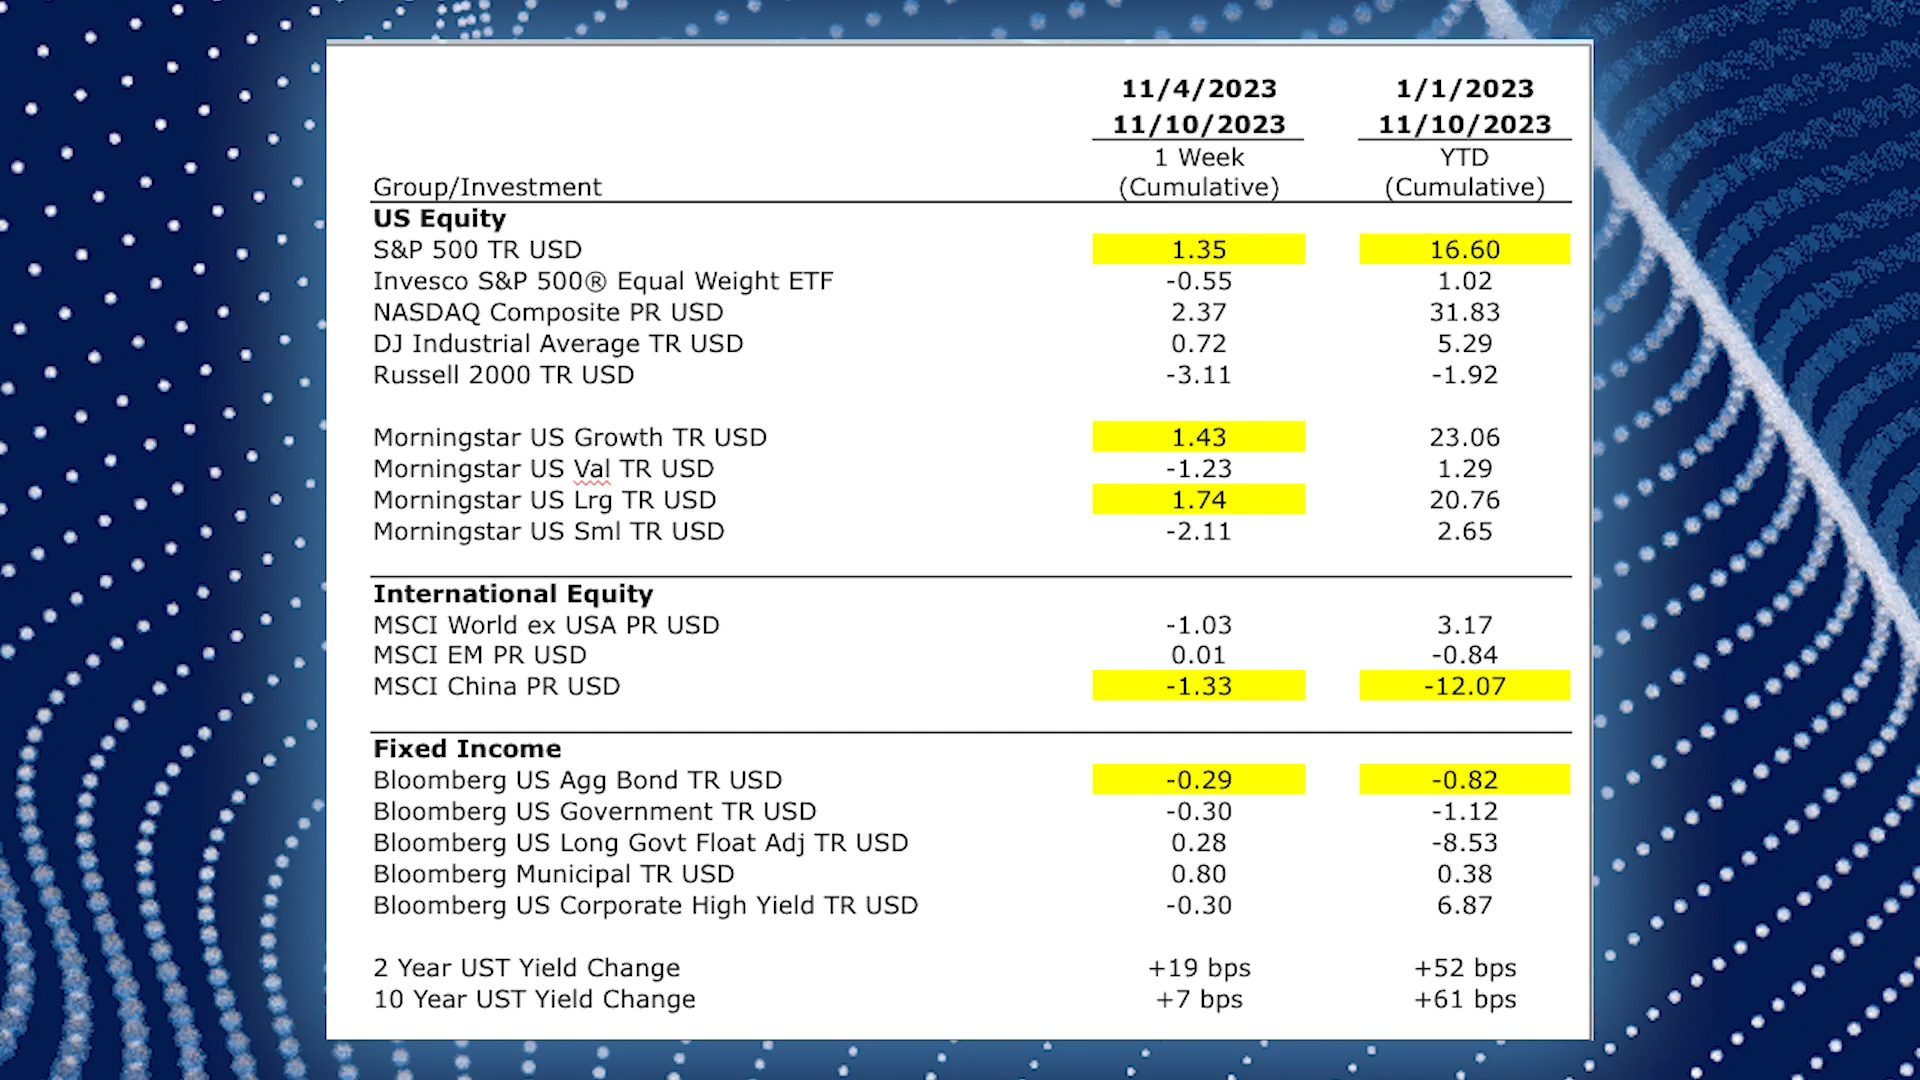 11/4/2023 1/1/2023
11/10/2023 11/10/2023
1 Week YTD
Group/Investment (Cumulative) (Cumulative)
US Equity
S&P 500 TR USD 1.35 16.60
Invesco S&P 500® Equal Weight ETF -0.55 1.02
NASDAQ Composite PR USD 2.37 31.83
DJ Industrial Average TR USD 0.72 5.29
Russell 2000 TR USD -3.11 -1.92
Morningstar US Growth TR USD 1.43 23.06
Morningstar US Val TR USD -1.23 1.29
Morningstar US Lrg TR USD 1.74 20.76
Morningstar US Sml TR USD -2.11 2.65
International Equity
MSCI World ex USA PR USD -1.03 3.17
MSCI EM PR USD 0.01 -0.84
MSCI China PR USD -1.33 -12.07
Fixed Income
Bloomberg US Agg Bond TR USD -0.29 -0.82
Bloomberg US Government TR USD -0.30 -1.12
Bloomberg US Long Govt Float Adj TR USD 0.28 -8.53
Bloomberg Municipal TR USD 0.80 0.38
Bloomberg US Corporate High Yield TR USD -0.30 6.87
2 Year UST Yield Change +19 bps +52 bps
10 Year UST Yield Change +7 bps +61 bps